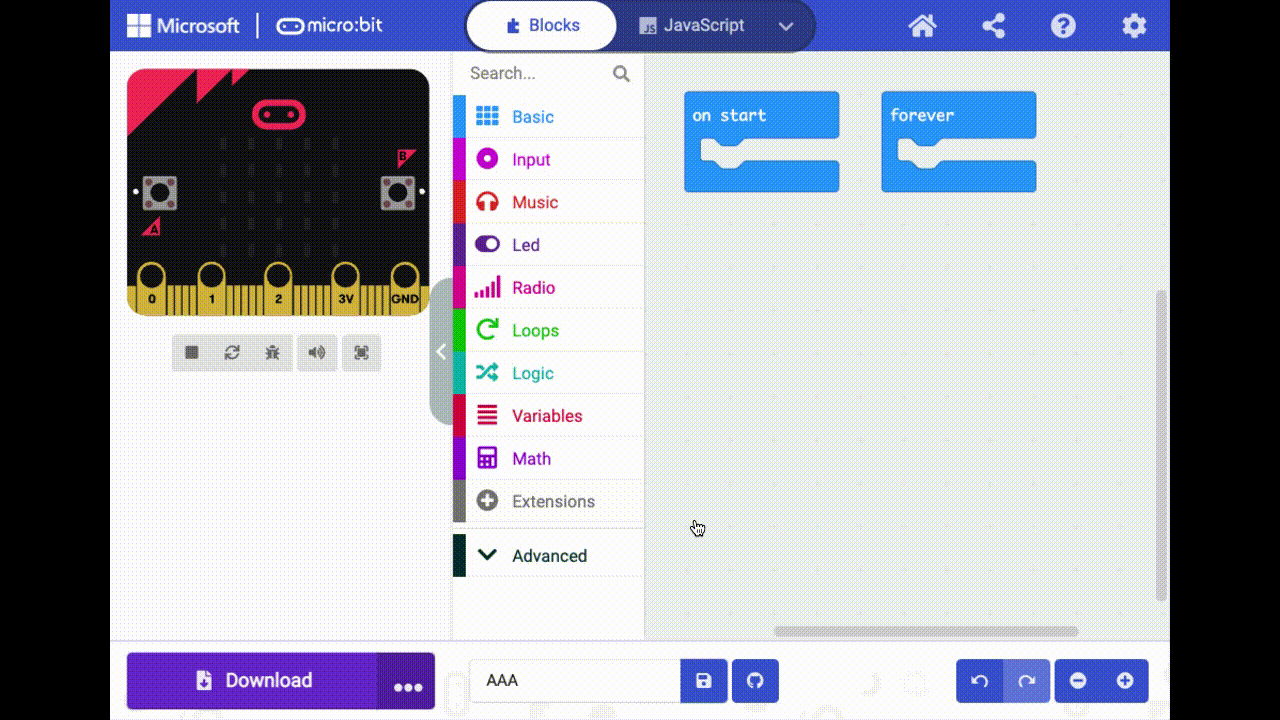 Microsoft
micro:bit
Blocks
JavaScript
JS
Search...
Basic
Input
Music
Led
Radio
Loops
Logic
Variables
Math
Extensions
Advanced
on start
forever
B
A
0 1 2 3V GND
Download
AAA